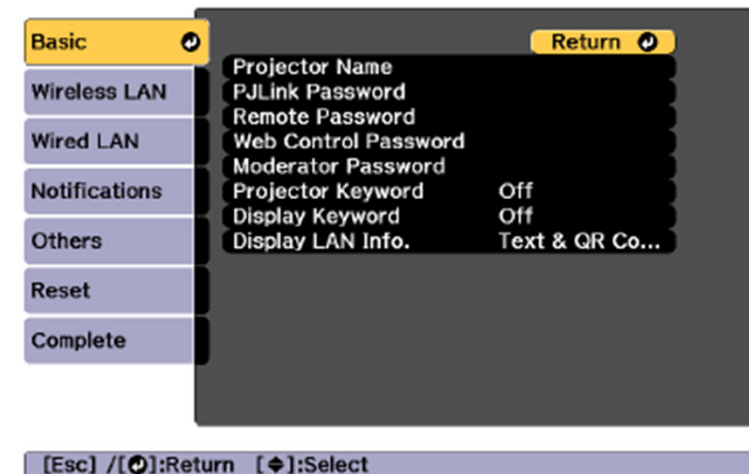 Basic
Wireless LAN
Wired LAN
Notifications
Others
Reset
Complete
Return
Projector Name
PJLink Password
Remote Password
Web Control Password
Moderator Password
Projector Keyword Off
Display Keyword Off
Display LAN Info. Text & QR Co...
[Esc] /[⏎]:Return [◆]:Select